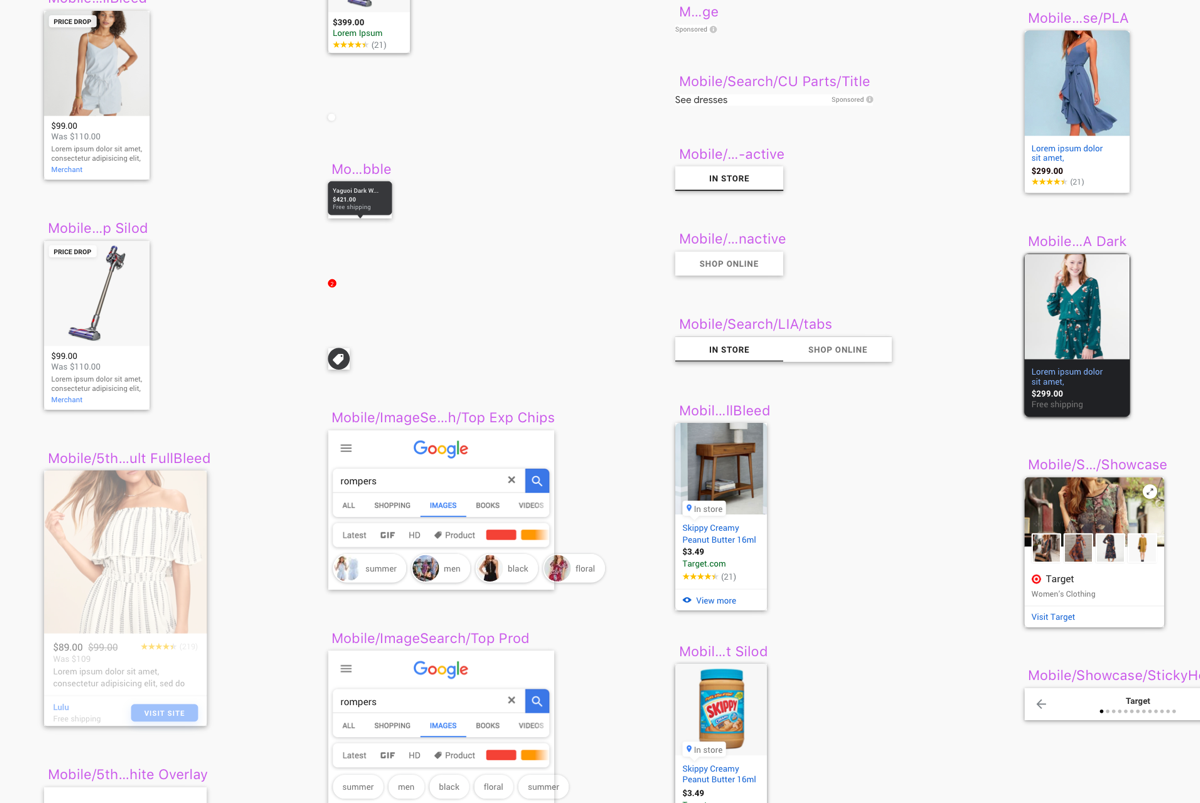 PRICE DROP
$99.00
Was $110.00
Lorem ipsum dolor sit amet,
consectetur adipisicing elit,
Merchant
Mobile...p Silod
PRICE DROP
$99.00
Was $110.00
Lorem ipsum dolor sit amet,
consectetur adipisicing elit,
Merchant
Mobile/5th...ult FullBleed
$89.00 $99.00 
Was $109
Lorem ipsum dolor sit amet,
consectetur adipisicing elit, sed do
Lulu
Free shipping
VISIT SITE
Mobile/5th...hite Overlay
$399.00
Lorem Ipsum
(21)
Mo...bble
Yaguoi Dark W...
$421.00
Free shipping
2
Mobile/ImageSe...h/Top Exp Chips
Google
rompers
ALL SHOPPING IMAGES BOOKS VIDEOS
Latest GIF HD Product
summer men black floral
Mobile/ImageSearch/Top Prod
Google
rompers
ALL SHOPPING IMAGES BOOKS VIDEOS
Latest GIF HD Product
summer men black floral summer
M...ge
Sponsored
Mobile/Search/CU Parts/Title
See dresses Sponsored
Mobile/...-active
IN STORE
Mobile/...nactive
SHOP ONLINE
Mobile/Search/LIA/tabs
IN STORE SHOP ONLINE
Mobil...llBleed
In store
Skippy Creamy
Peanut Butter 16ml
$3.49
Target.com
(21)
View more
Mobil...t Silod
SKIPPY
In store
Skippy Creamy
Peanut Butter 16ml
$3.49
Mobile...se/PLA
Lorem ipsum dolor
sit amet,
$299.00
(21)
Mobile...A Dark
Lorem ipsum dolor
sit amet,
$299.00
Free shipping
Mobile/S.../Showcase
Target
Women's Clothing
Visit Target
Mobile/Showcase/StickyHe
Target